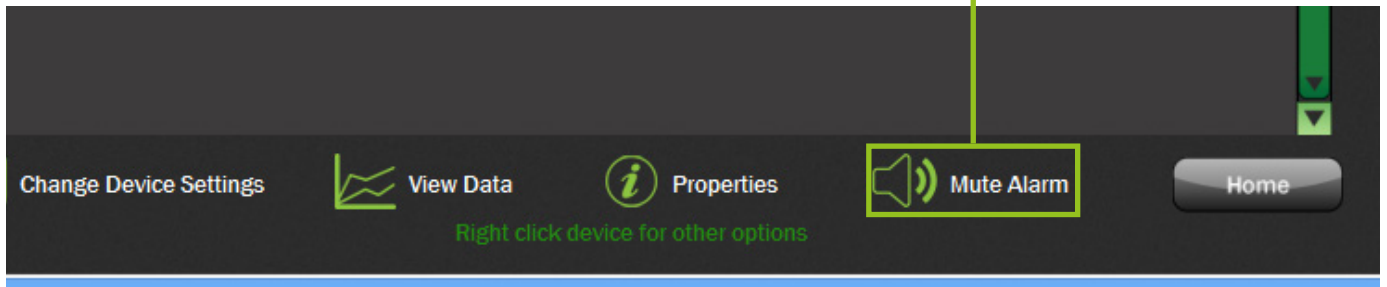 Change Device Settings View Data Properties Mute Alarm Home
Right click device for other options